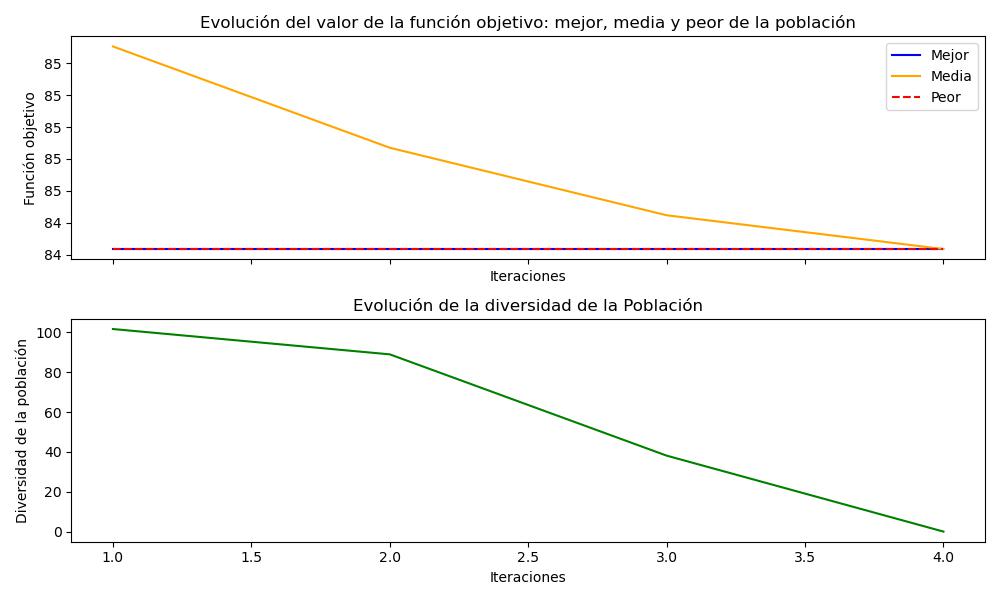 Evolución del valor de la función objetivo: mejor, media y peor de la población
85
85
85
85
85
84
84
Función objetivo
Mejor
Media
Peor
Iteraciones
Evolución de la diversidad de la Población
100
80
60
40
20
0
Diversidad de la población
1.0 1.5 2.0 2.5 3.0 3.5 4.0
Iteraciones